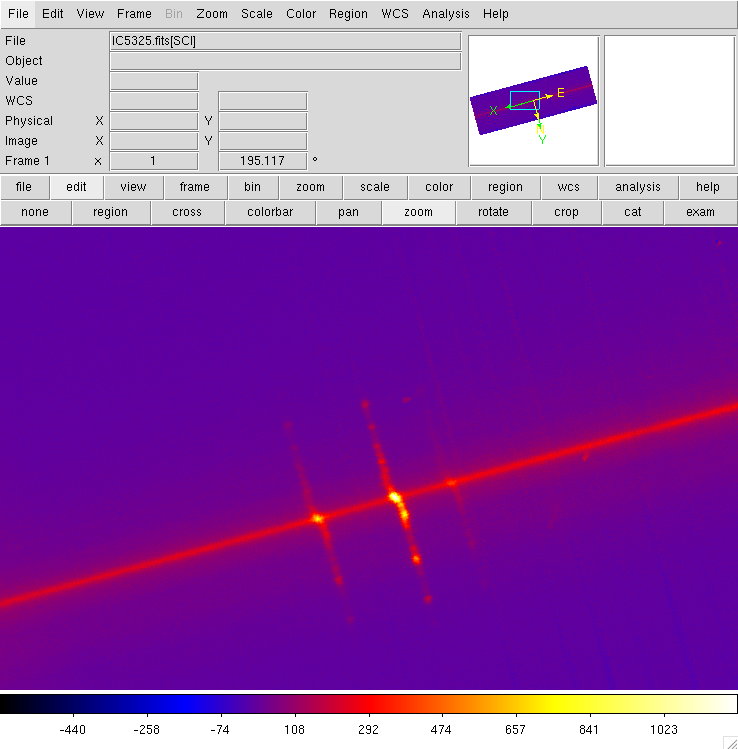 File Edit View Frame Bin Zoom Scale Color Region WCS Analysis Help
File IC5325.fits[SCI]
Object
Value
WCS
Physical X Y
Image X Y
Frame 1 x 1 195.117 °
X E
Y
file edit view frame bin zoom scale color region wcs analysis help
none region cross colorbar pan zoom rotate crop cat exam
-440 -258 -74 108 292 474 657 841 1023